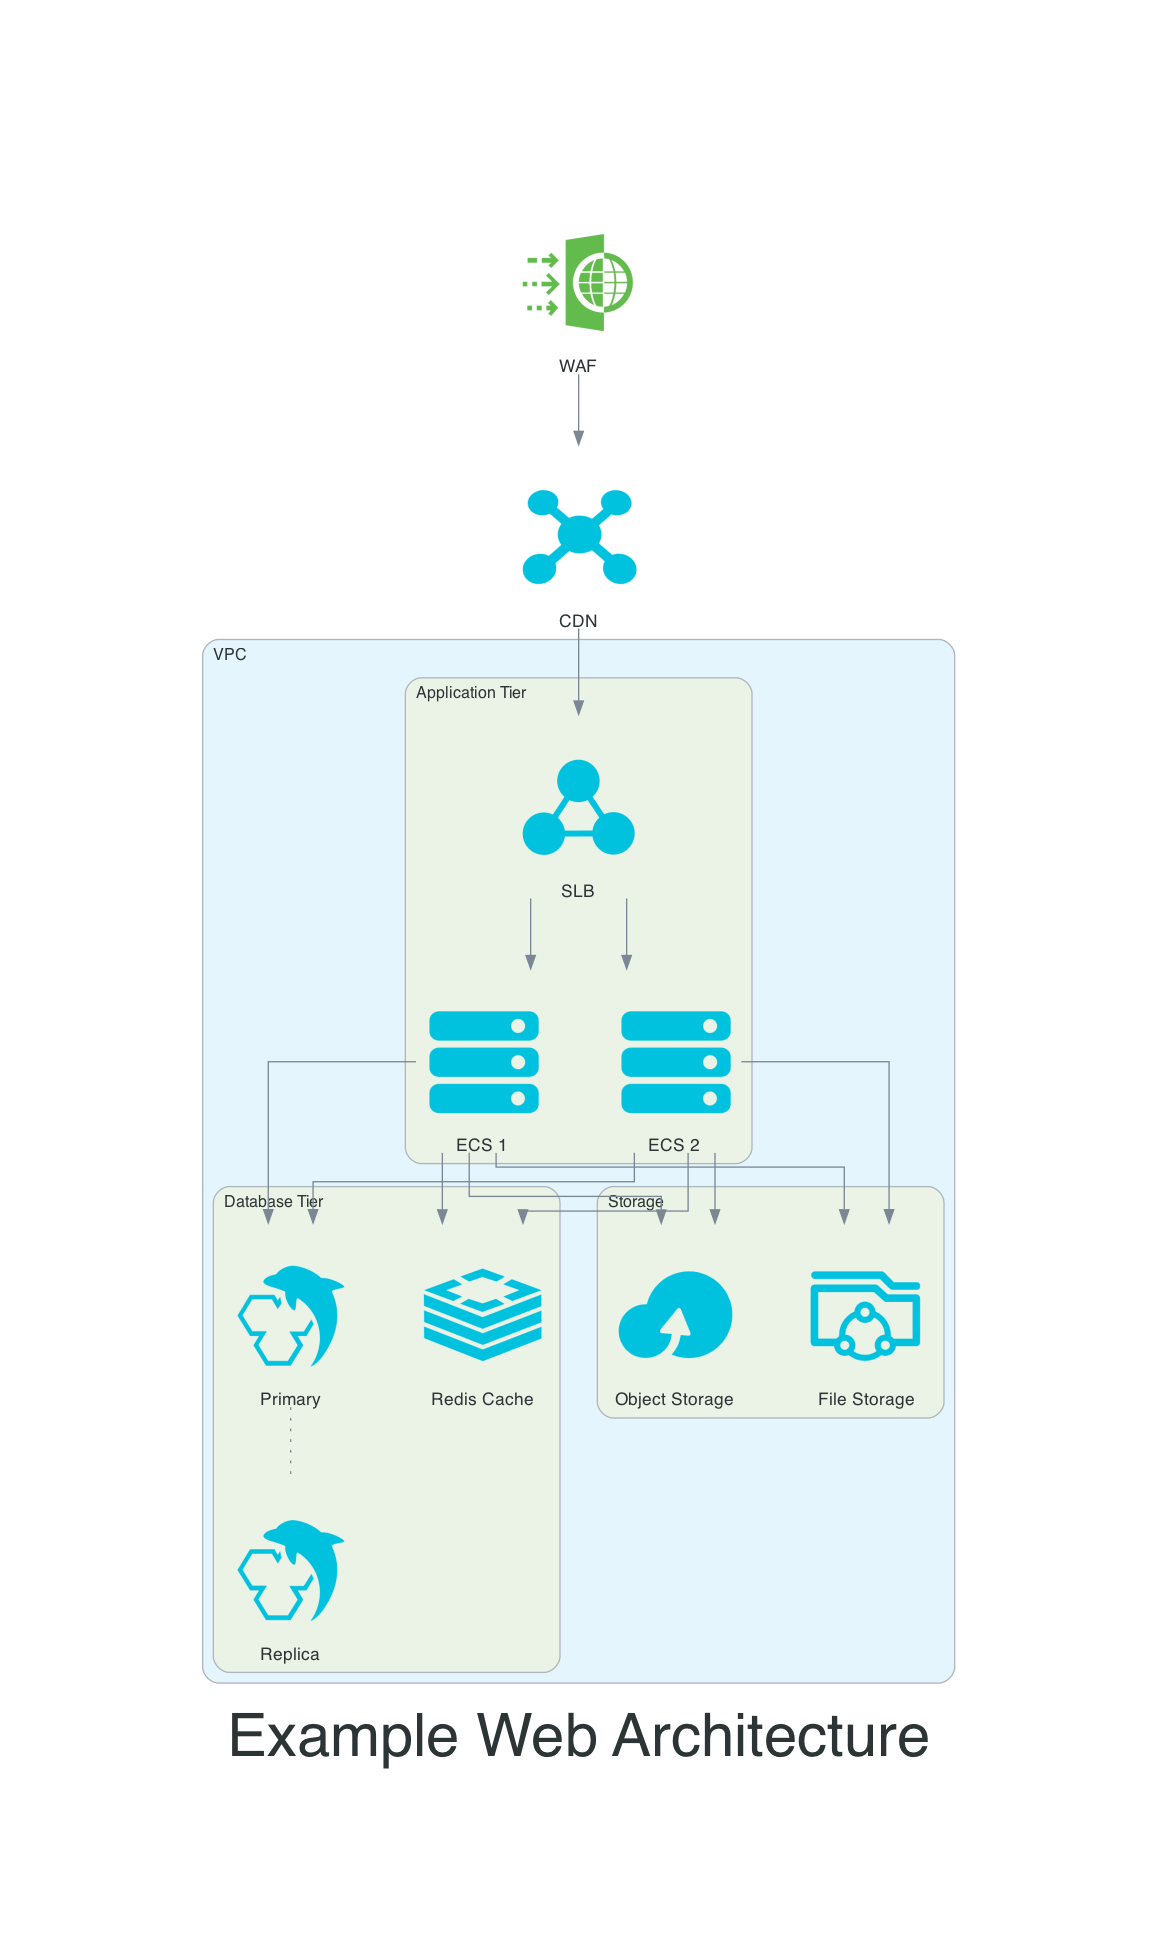 WAF
CDN
VPC
Application Tier
SLB
ECS 1
ECS 2
Database Tier
Storage
Primary
Redis Cache
Object Storage
File Storage
Replica
Example Web Architecture